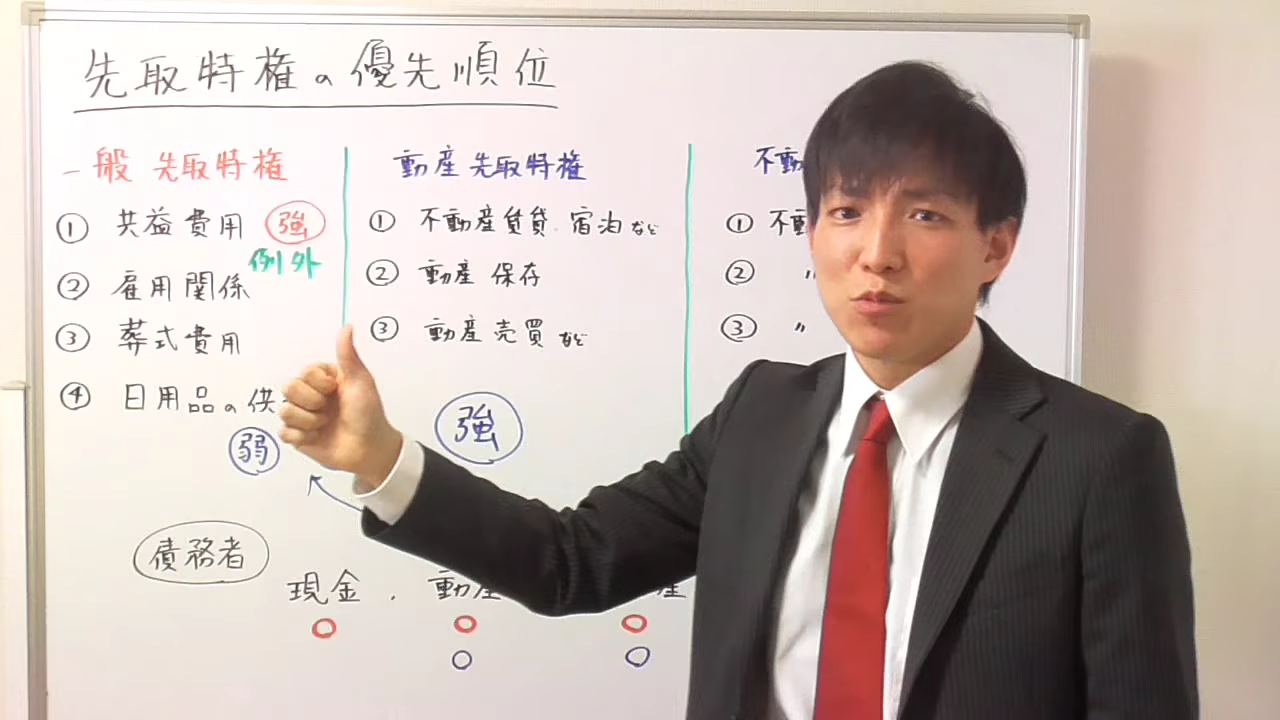 先取特権の優先順位
一般先取特権
① 共益費用 強
例外
② 雇用関係
③ 葬式費用
④ 日用品の供
弱
動産先取特権
① 不動産賃貸、宿泊など
② 動産保存
③ 動産売買など
強
不動
① 不動
② 〃
③ 〃
債務者
現金、動産
産